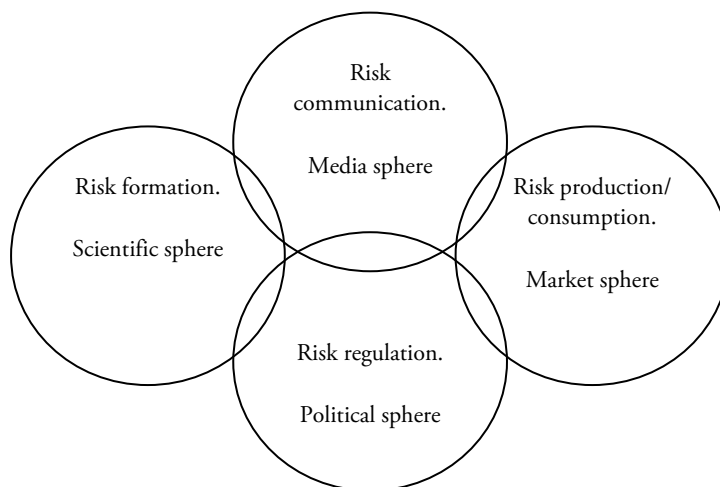 Risk
communication.
Media sphere
Risk formation.
Scientific sphere
Risk production/
consumption.
Market sphere
Risk regulation.
Political sphere